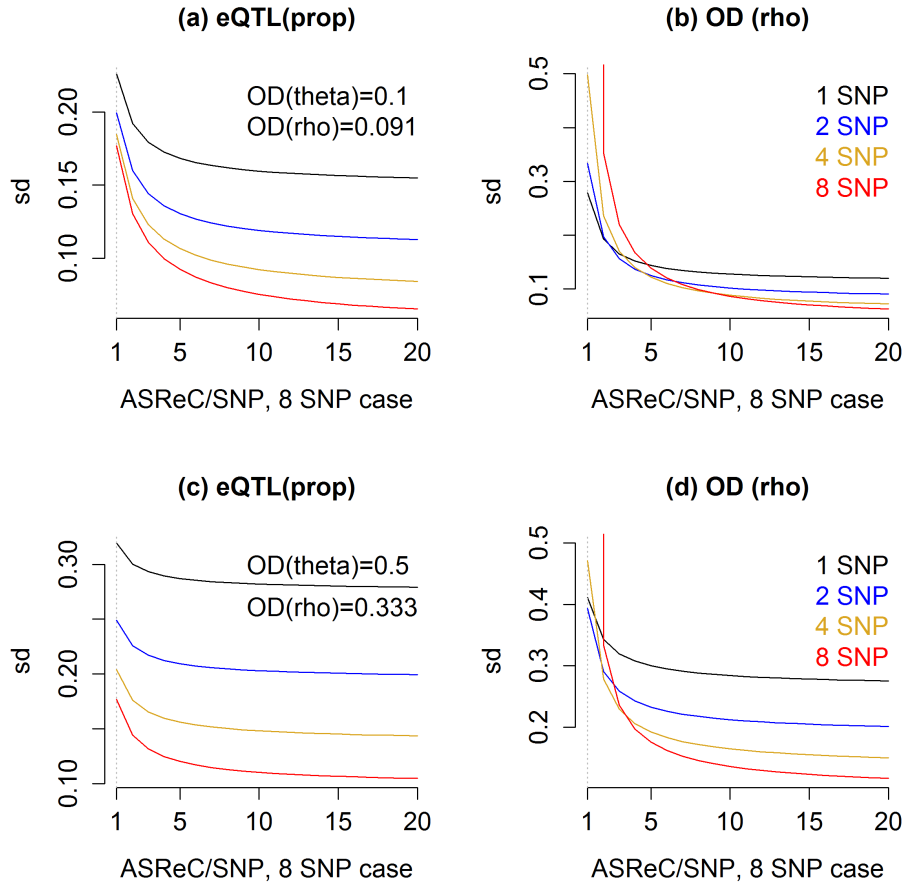 (a) eQTL(prop)
sd
0.10
0.15
0.20
OD(theta)=0.1
OD(rho)=0.091
1
5
10
15
20
ASReC/SNP, 8 SNP case
(b) OD (rho)
sd
0.1
0.3
0.5
1 SNP
2 SNP
4 SNP
8 SNP
1
5
10
15
20
ASReC/SNP, 8 SNP case
(c) eQTL(prop)
sd
0.10
0.20
0.30
OD(theta)=0.5
OD(rho)=0.333
1
5
10
15
20
ASReC/SNP, 8 SNP case
(d) OD (rho)
sd
0.2
0.3
0.4
0.5
1 SNP
2 SNP
4 SNP
8 SNP
1
5
10
15
20
ASReC/SNP, 8 SNP case